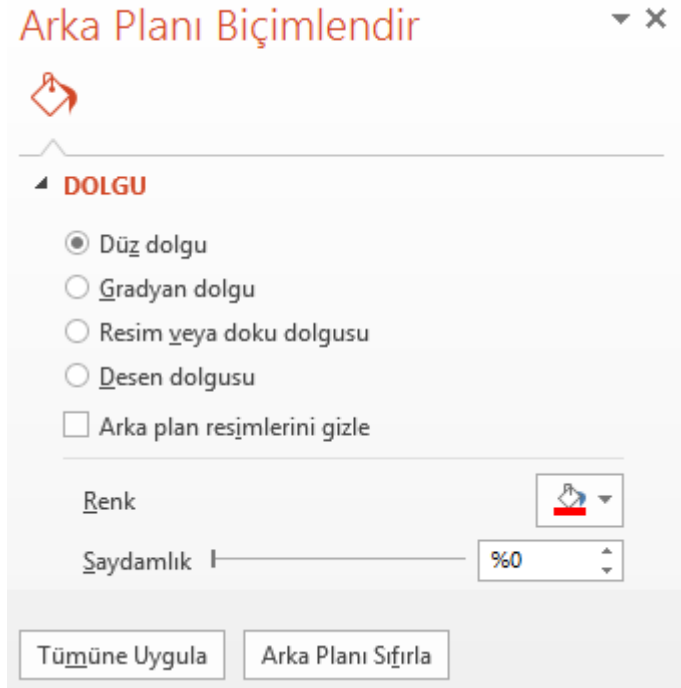 Arka Planı Biçimlendir
DOLGU
Düz dolgu
Gradyan dolgu
Resim veya doku dolgusu
Desen dolgusu
Arka plan resimlerini gizle
Renk
Saydamlık %0
Tümüne Uygula Arka Planı Sıfırla